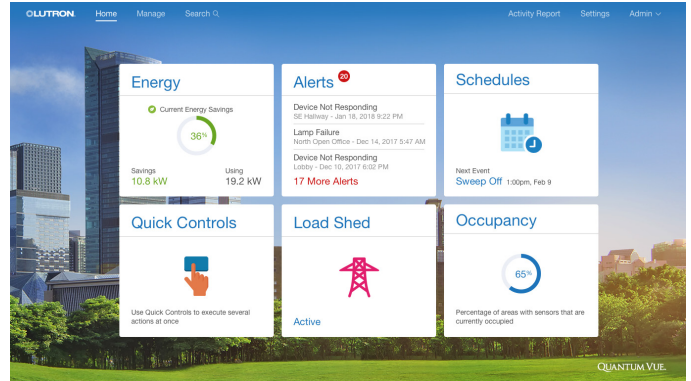 LUTRON Home Manage Search Activity Report Settings Admin
Energy
Current Energy Savings
36%
Savings Using
10.8 kW 19.2 kW
Alerts 20
Device Not Responding
SE Hallway - Jan 18, 2018 9:22 PM
Lamp Failure
North Open Office - Dec 14, 2017 5:47 AM
Device Not Responding
Lobby - Dec 10, 2017 6:02 PM
17 More Alerts
Schedules
Next Event
Sweep Off 1:00pm, Feb 9
Quick Controls
Use Quick Controls to execute several
actions at once
Load Shed
Active
Occupancy
65%
Percentage of areas with sensors that are
currently occupied
QUANTUM VUE